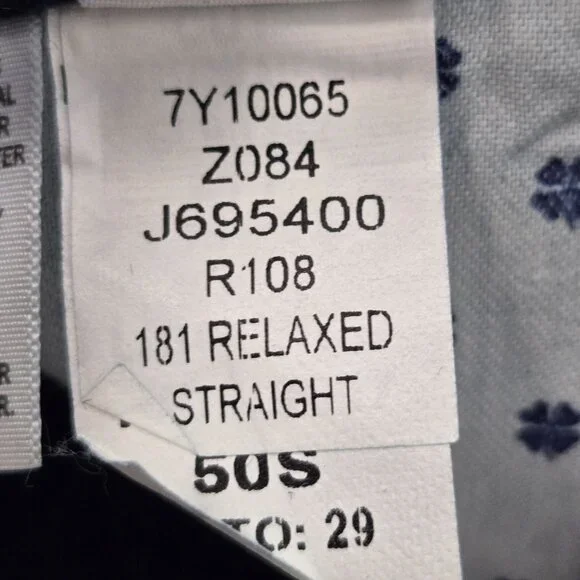 7Y10065
Z084
J695400
R108
181 RELAXED
STRAIGHT
50S
TO: 29